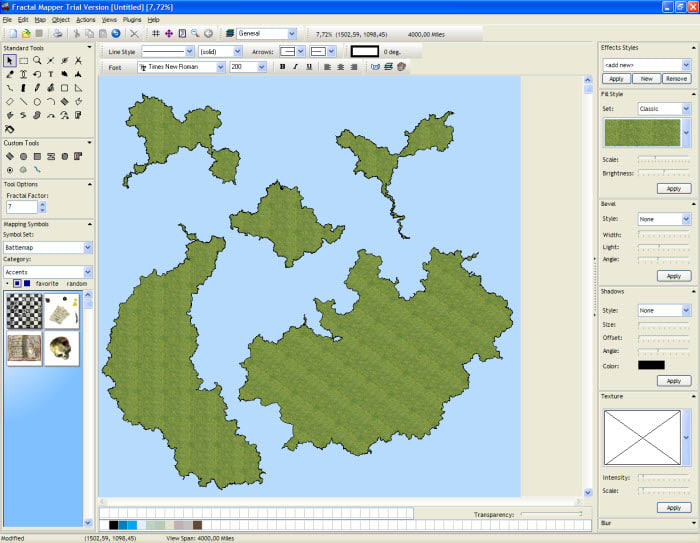 Fractal Mapper Trial Version [Untitled] [7,72%]
File Edit Map Object Actions Views Plugins Help
General
7,72% (1502,59, 1098,45) 4000,00 Miles
Standard Tools
Line Style
(solid)
Arrows:
0 deg.
Font
Times New Roman
200
B I U
Custom Tools
Tool Options
Fractal Factor:
7
Mapping Symbols
Symbol Set:
Battlemap
Category:
Accents
favorite random
Effects Styles
<add new>
Apply New Remove
Fill Style
Set: Classic
Scale:
Brightness:
Apply
Bevel
Style: None
Width:
Light:
Angle:
Apply
Shadows
Style: None
Size:
Offset:
Angle:
Color:
Apply
Texture
Intensity:
Scale:
Apply
Blur
Transparency:
Modified (1502,59, 1098,45) View Span: 4000,00 Miles